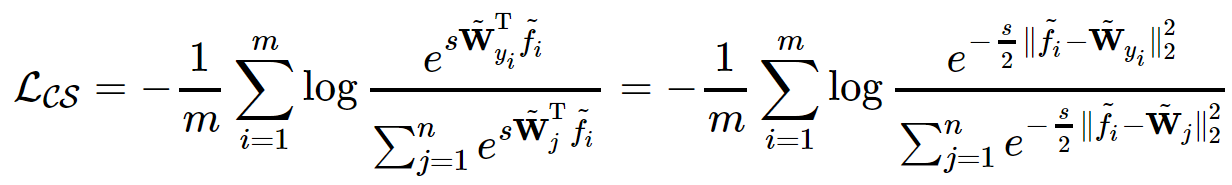 \mathcal{L}_{\mathcal{CS}} = -\frac{1}{m} \sum_{i=1}^{m} \log \frac{e^{s\tilde{\mathbf{W}}_{y_i}^{\mathrm{T}} \tilde{f}_i}}{\sum_{j=1}^{n} e^{s\tilde{\mathbf{W}}_{j}^{\mathrm{T}} \tilde{f}_i}} = -\frac{1}{m} \sum_{i=1}^{m} \log \frac{e^{-\frac{s}{2} \|\tilde{f}_i - \tilde{\mathbf{W}}_{y_i}\|_2^2}}{\sum_{j=1}^{n} e^{-\frac{s}{2} \|\tilde{f}_i - \tilde{\mathbf{W}}_{j}\|_2^2}}